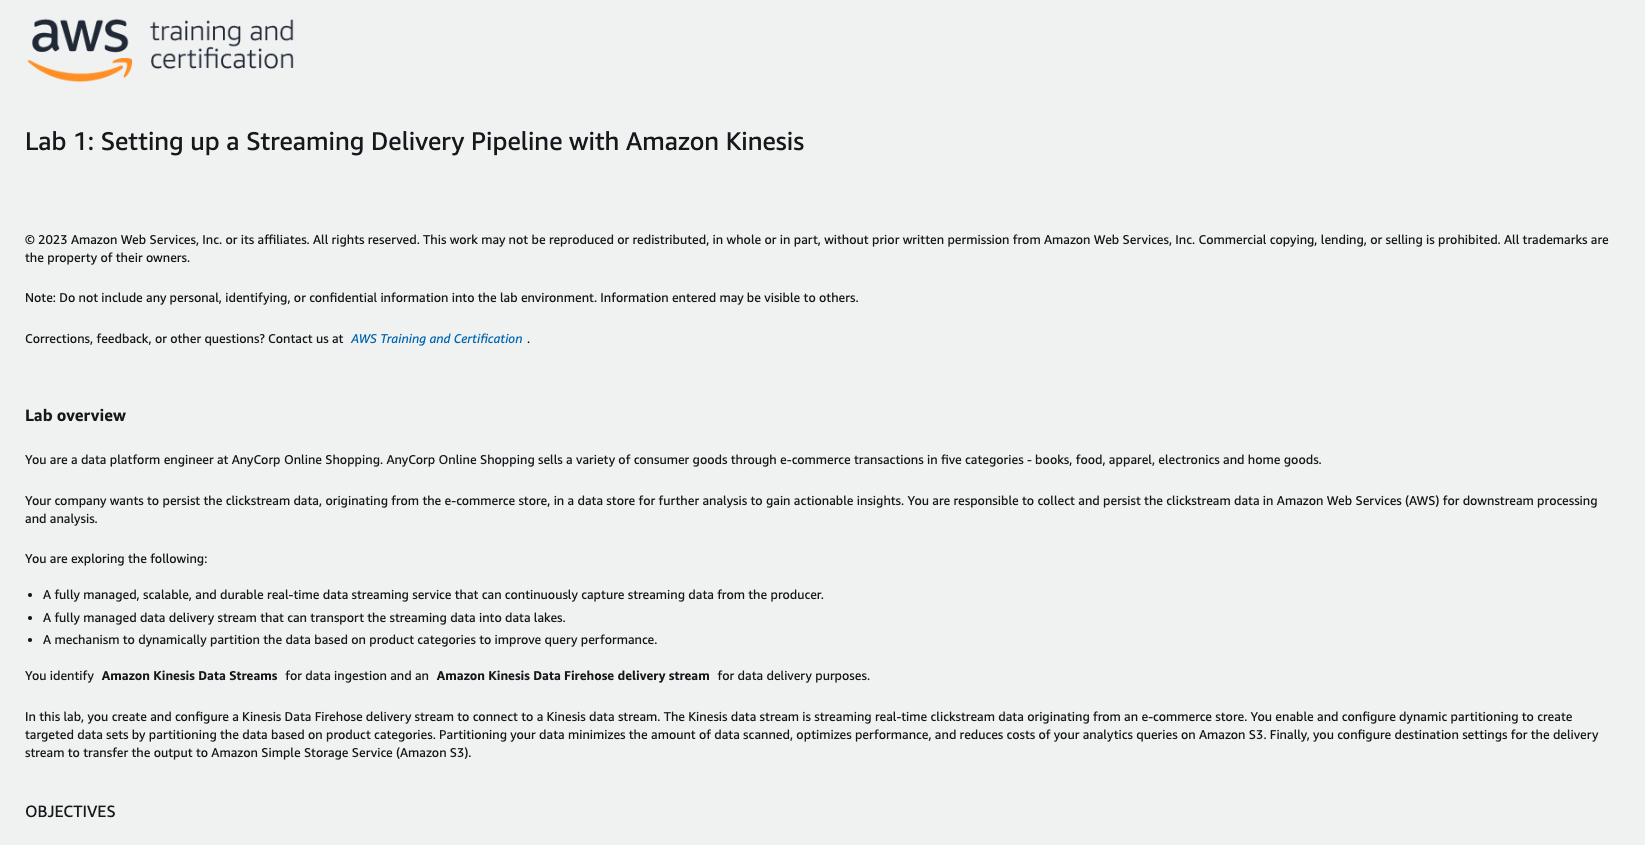 aws training and
certification
Lab 1: Setting up a Streaming Delivery Pipeline with Amazon Kinesis
© 2023 Amazon Web Services, Inc. or its affiliates. All rights reserved. This work may not be reproduced or redistributed, in whole or in part, without prior written permission from Amazon Web Services, Inc. Commercial copying, lending, or selling is prohibited. All trademarks are
the property of their owners.
Note: Do not include any personal, identifying, or confidential information into the lab environment. Information entered may be visible to others.
Corrections, feedback, or other questions? Contact us at AWS Training and Certification .
Lab overview
You are a data platform engineer at AnyCorp Online Shopping. AnyCorp Online Shopping sells a variety of consumer goods through e-commerce transactions in five categories - books, food, apparel, electronics and home goods.
Your company wants to persist the clickstream data, originating from the e-commerce store, in a data store for further analysis to gain actionable insights. You are responsible to collect and persist the clickstream data in Amazon Web Services (AWS) for downstream processing
and analysis.
You are exploring the following:
• A fully managed, scalable, and durable real-time data streaming service that can continuously capture streaming data from the producer.
• A fully managed data delivery stream that can transport the streaming data into data lakes.
• A mechanism to dynamically partition the data based on product categories to improve query performance.
You identify Amazon Kinesis Data Streams for data ingestion and an Amazon Kinesis Data Firehose delivery stream for data delivery purposes.
In this lab, you create and configure a Kinesis Data Firehose delivery stream to connect to a Kinesis data stream. The Kinesis data stream is streaming real-time clickstream data originating from an e-commerce store. You enable and configure dynamic partitioning to create
targeted data sets by partitioning the data based on product categories. Partitioning your data minimizes the amount of data scanned, optimizes performance, and reduces costs of your analytics queries on Amazon S3. Finally, you configure destination settings for the delivery
stream to transfer the output to Amazon Simple Storage Service (Amazon S3).
OBJECTIVES